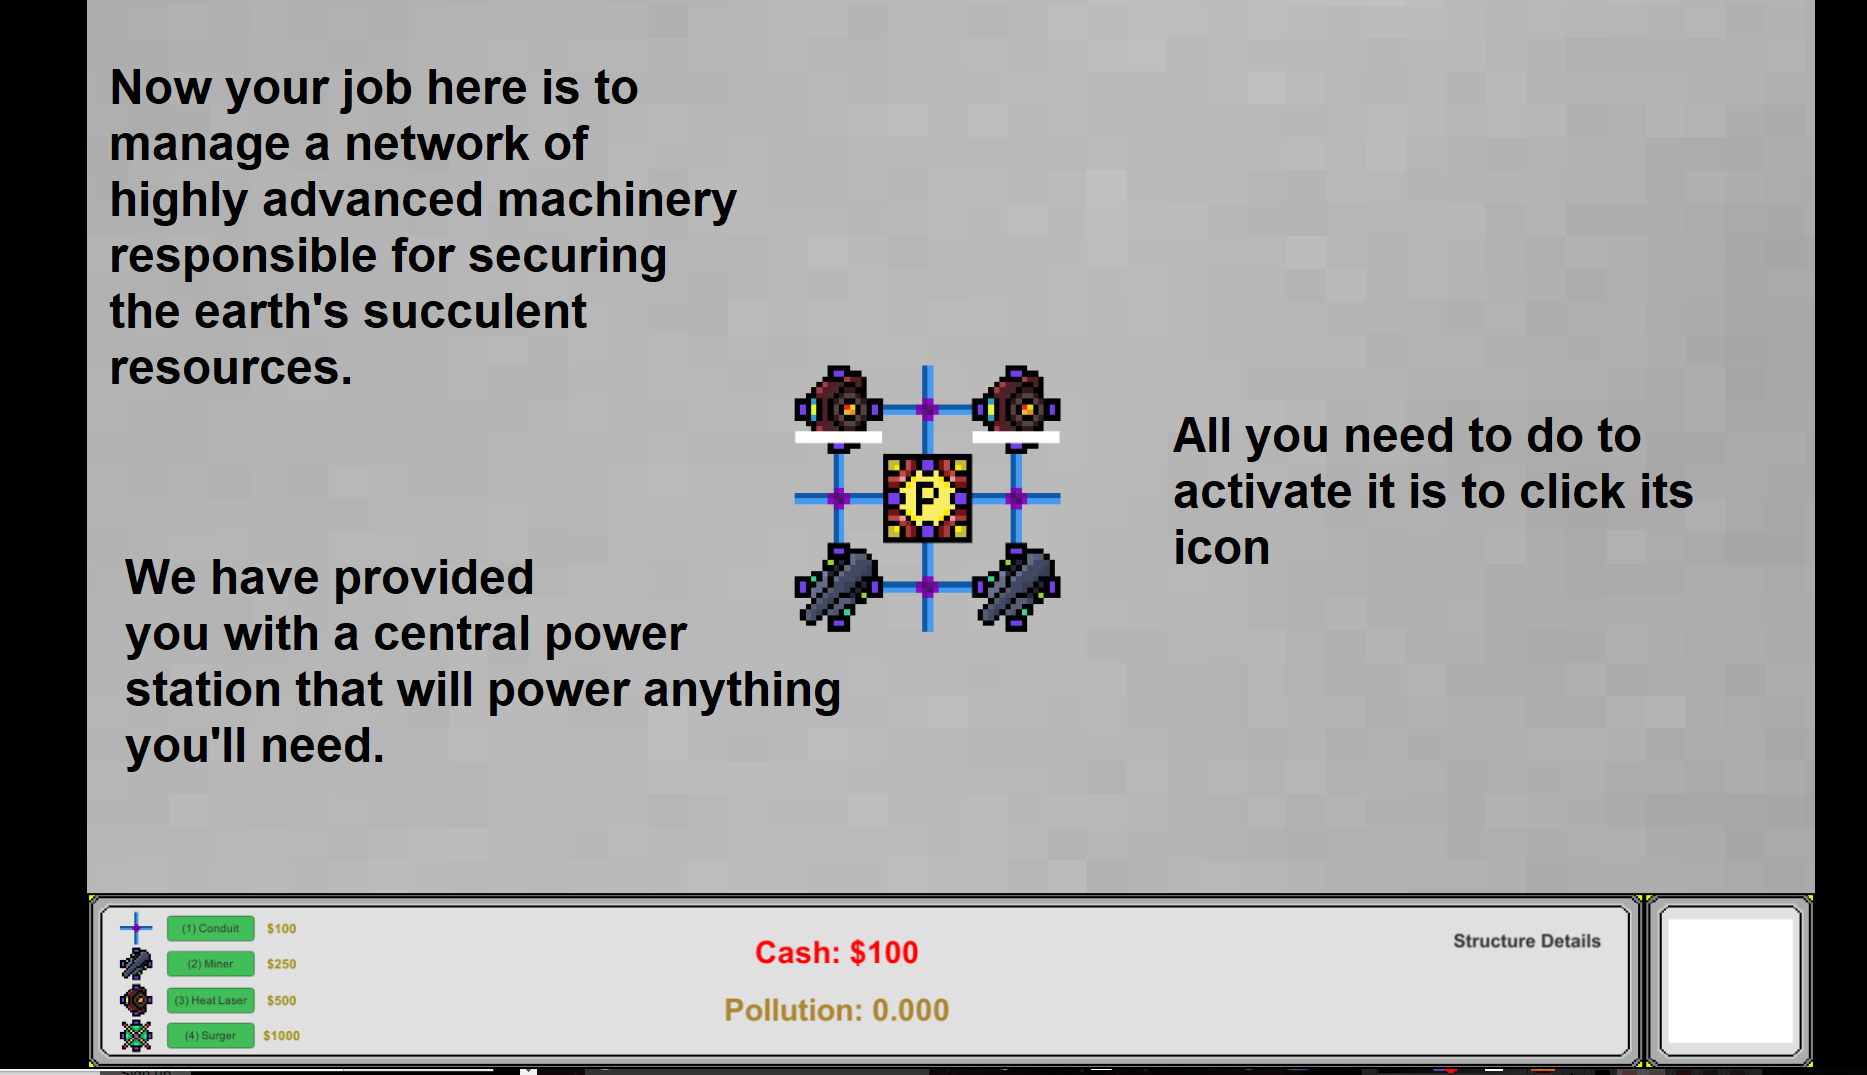 Now your job here is to
manage a network of
highly advanced machinery
responsible for securing
the earth's succulent
resources.
We have provided
you with a central power
station that will power anything
you'll need.
All you need to do to
activate it is to click its
icon
P
(1) Conduit $100
(2) Miner $250
(3) Heat Laser $500
(4) Surger $1000
Cash: $100
Pollution: 0.000
Structure Details